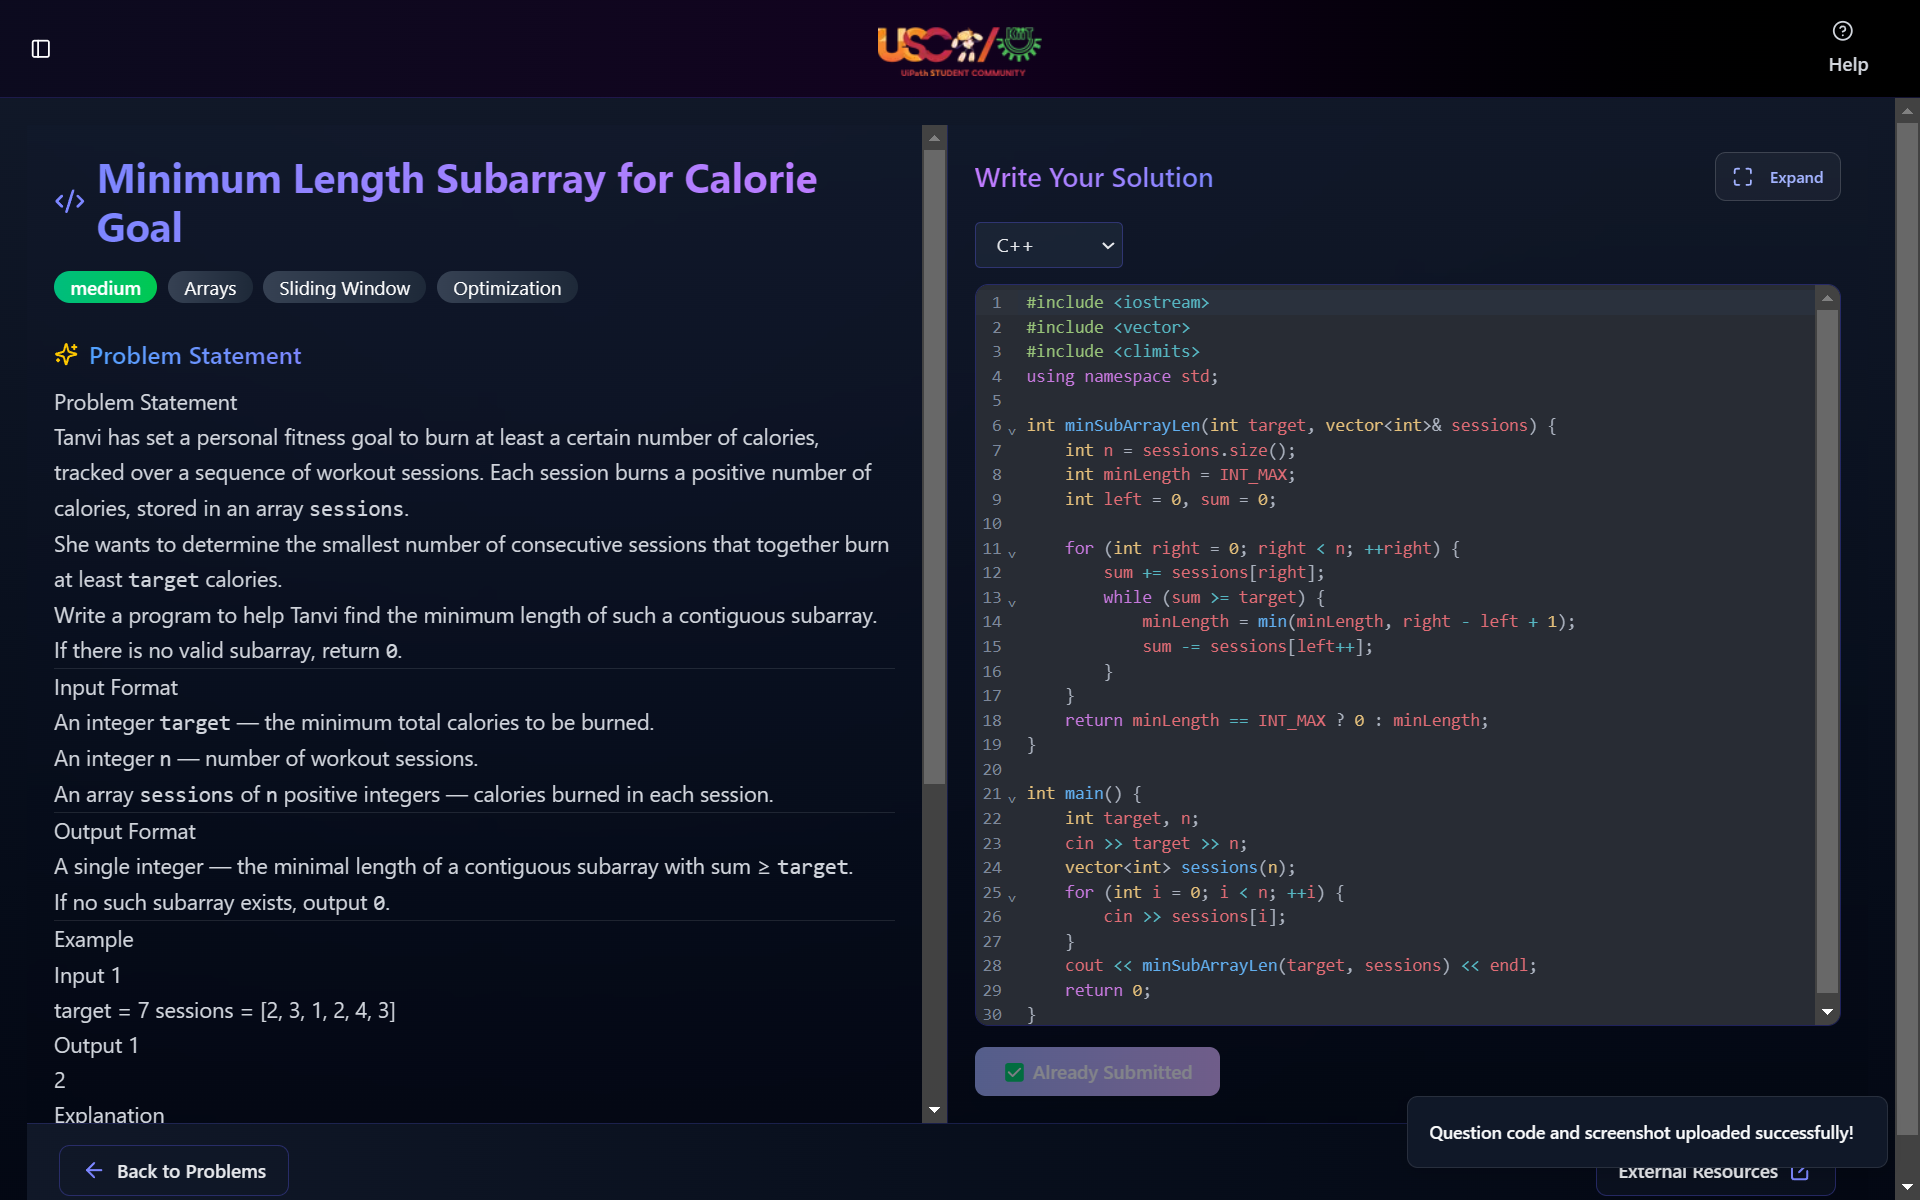 USC/
UiPath STUDENT COMMUNITY
Help
</> Minimum Length Subarray for Calorie
Goal
medium Arrays Sliding Window Optimization
Problem Statement
Problem Statement
Tanvi has set a personal fitness goal to burn at least a certain number of calories,
tracked over a sequence of workout sessions. Each session burns a positive number of
calories, stored in an array sessions.
She wants to determine the smallest number of consecutive sessions that together burn
at least target calories.
Write a program to help Tanvi find the minimum length of such a contiguous subarray.
If there is no valid subarray, return 0.
Input Format
An integer target — the minimum total calories to be burned.
An integer n — number of workout sessions.
An array sessions of n positive integers — calories burned in each session.
Output Format
A single integer — the minimal length of a contiguous subarray with sum ≥ target.
If no such subarray exists, output 0.
Example
Input 1
target = 7 sessions = [2, 3, 1, 2, 4, 3]
Output 1
2
Explanation
Back to Problems
Write Your Solution
Expand
C++
1 #include <iostream>
2 #include <vector>
3 #include <climits>
4 using namespace std;
5
6 int minSubArrayLen(int target, vector<int>& sessions) {
7     int n = sessions.size();
8     int minLength = INT_MAX;
9     int left = 0, sum = 0;
10
11     for (int right = 0; right < n; ++right) {
12         sum += sessions[right];
13         while (sum >= target) {
14             minLength = min(minLength, right - left + 1);
15             sum -= sessions[left++];
16         }
17     }
18     return minLength == INT_MAX ? 0 : minLength;
19 }
20
21 int main() {
22     int target, n;
23     cin >> target >> n;
24     vector<int> sessions(n);
25     for (int i = 0; i < n; ++i) {
26         cin >> sessions[i];
27     }
28     cout << minSubArrayLen(target, sessions) << endl;
29     return 0;
30 }
Already Submitted
Question code and screenshot uploaded successfully!
External Resources